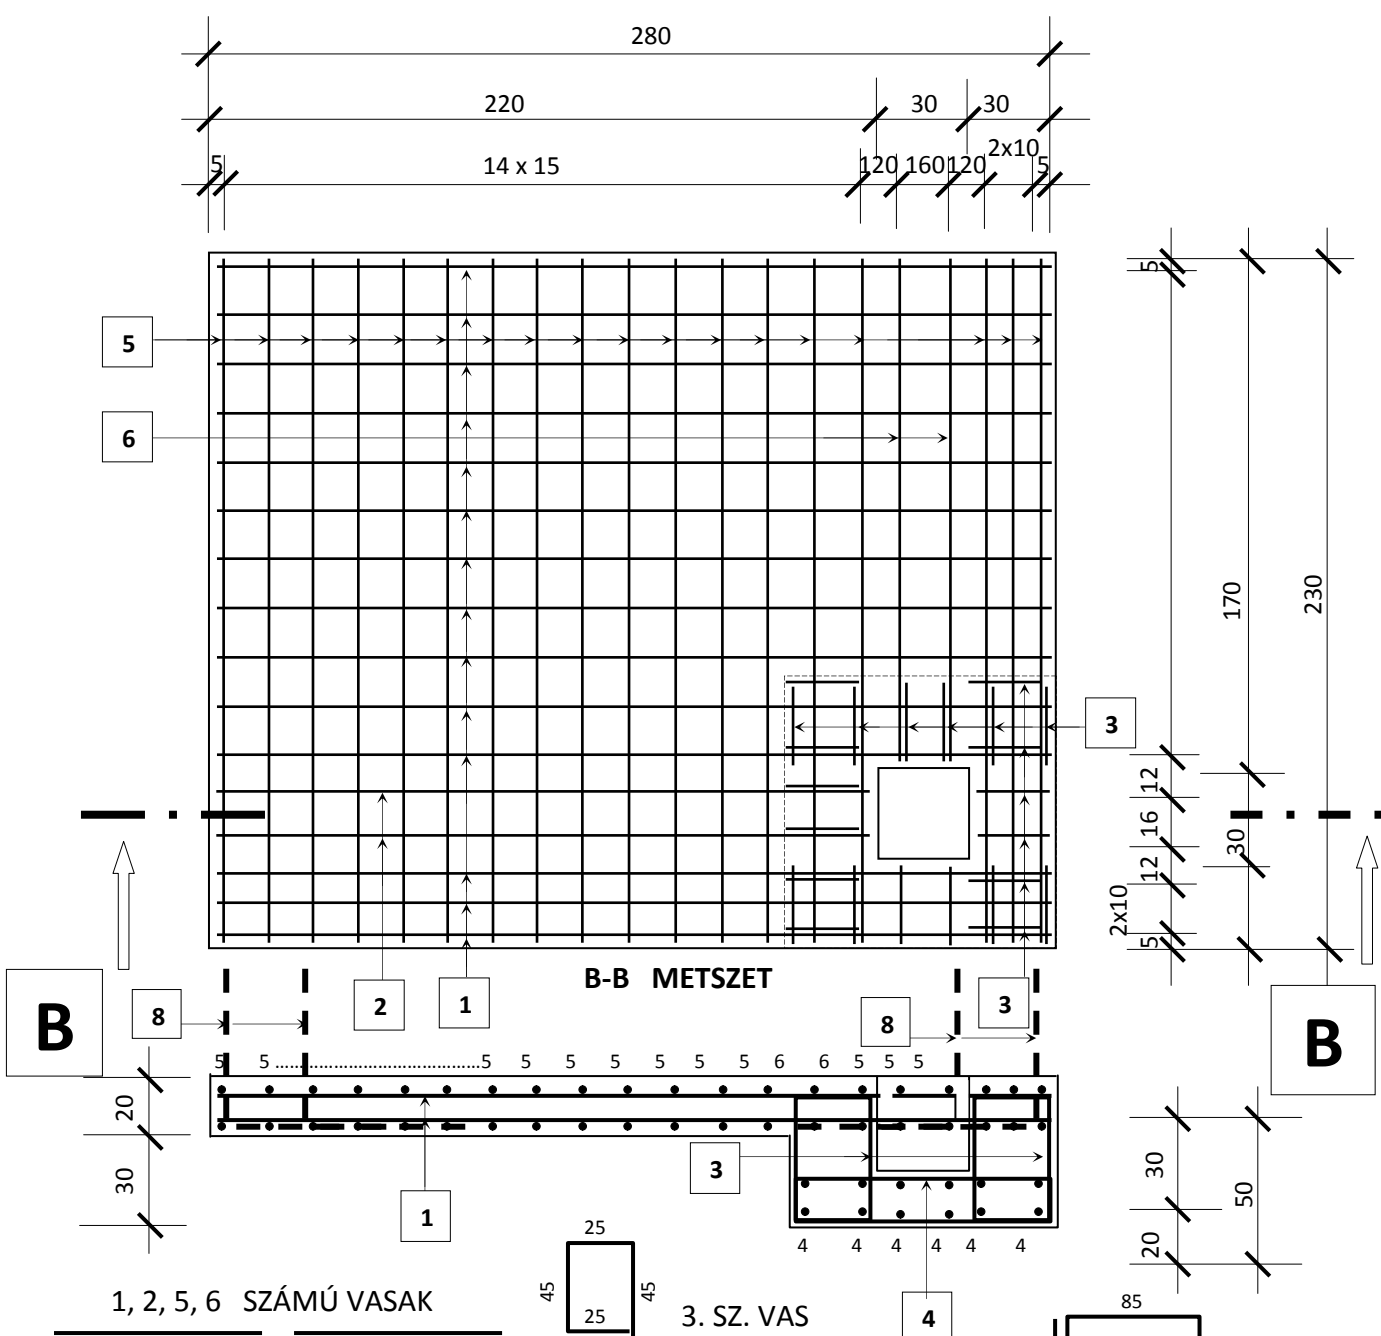 280
220 30 30
5 14 x 15 120 160 120 2x10 5
5
5
6
170
230
3
12
16
30
12
2x10
5
B-B METSZET
B
8
2
1
8
3
B
5 5 ........................................5 5 5 5 5 5 5 6 6 5 5 5
20
30
3
30
50
20
1
4 4 4 4 4 4
25
45 45
25
1, 2, 5, 6 SZÁMÚ VASAK
3. SZ. VAS
4
85